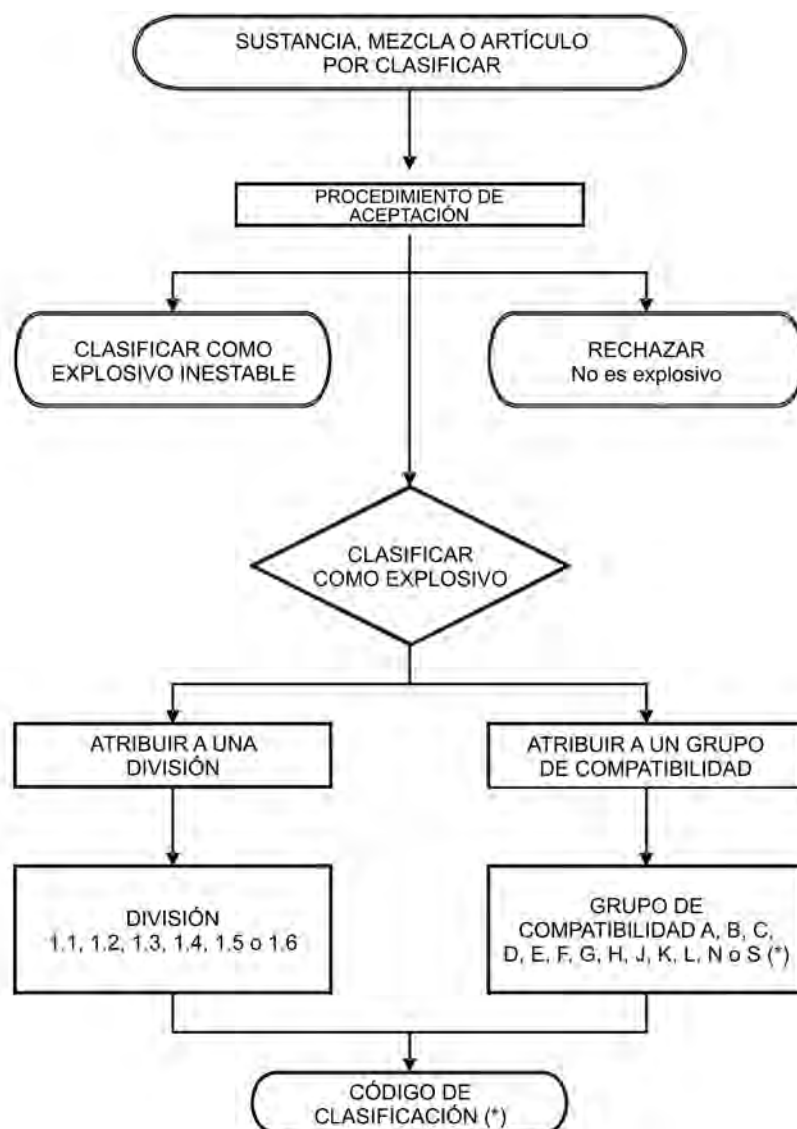 SUSTANCIA, MEZCLA O ARTÍCULO
POR CLASIFICAR
PROCEDIMIENTO DE
ACEPTACIÓN
CLASIFICAR COMO
EXPLOSIVO INESTABLE
RECHAZAR
No es explosivo
CLASIFICAR
COMO EXPLOSIVO
ATRIBUIR A UNA
DIVISIÓN
ATRIBUIR A UN GRUPO
DE COMPATIBILIDAD
DIVISIÓN
1.1, 1.2, 1.3, 1.4, 1.5 o 1.6
GRUPO DE
COMPATIBILIDAD A, B, C,
D, E, F, G, H, J, K, L, N o S (*)
CÓDIGO DE
CLASIFICACIÓN (*)